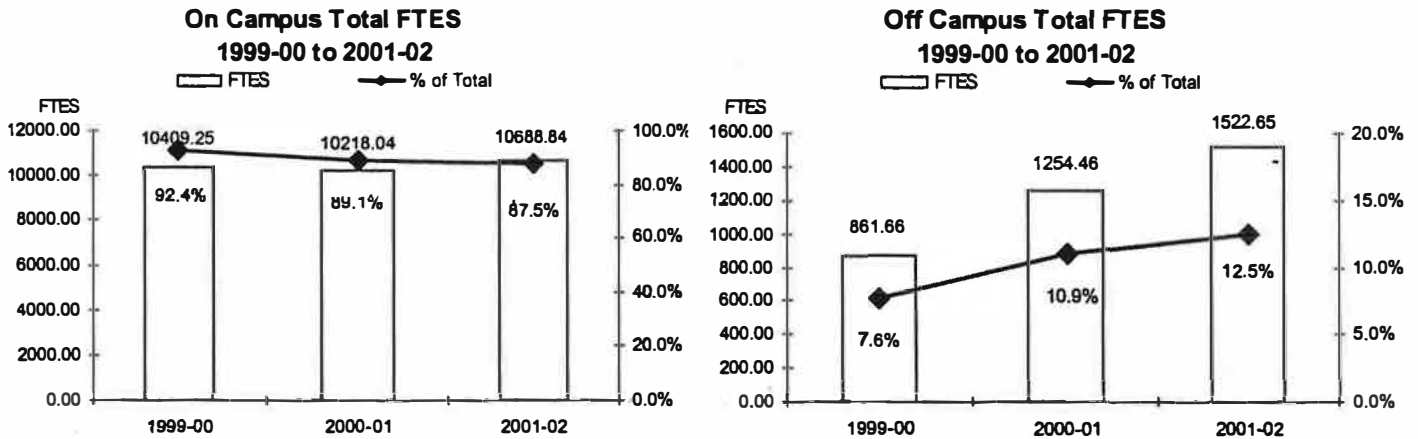 On Campus Total FTES
1999-00 to 2001-02
FTES % of Total
FTES
12000.00
10000.00
8000.00
6000.00
4000.00
2000.00
0.00
10409.25 10218.04 10688.84
92.4% 89.1% 87.5%
100.0%
80.0%
60.0%
40.0%
20.0%
0.0%
1999-00 2000-01 2001-02
Off Campus Total FTES
1999-00 to 2001-02
FTES % of Total
FTES
1600.00
1400.00
1200.00
1000.00
800.00
600.00
400.00
200.00
0.00
861.66 1254.46 1522.65
7.6% 10.9% 12.5%
20.0%
15.0%
10.0%
5.0%
0.0%
1999-00 2000-01 2001-02